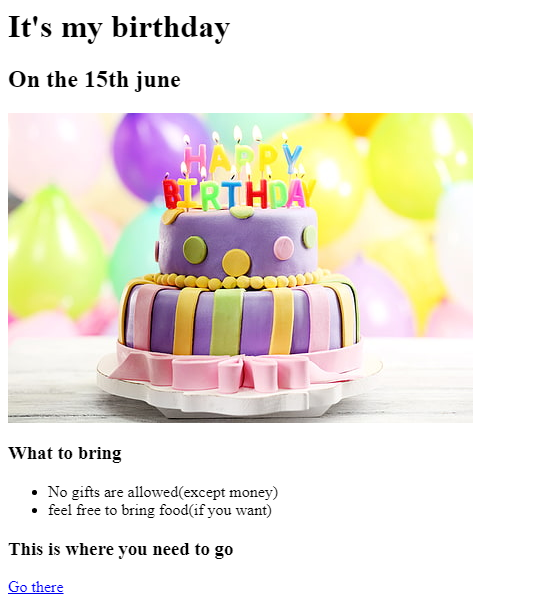 It's my birthday
On the 15th june
HAPPY
BIRTHDAY
What to bring
No gifts are allowed(except money)
feel free to bring food(if you want)
This is where you need to go
Go there